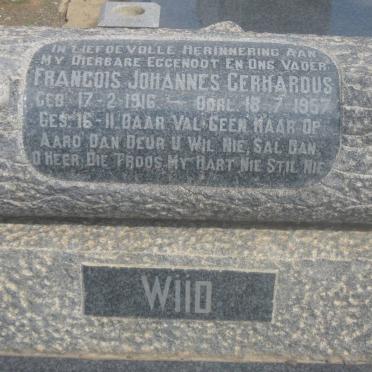 IN LIEFDEVOLLE HERINNERING AAN
MY DIERBARE EGGENOOT EN ONS VADER
FRANCOIS JOHANNES GERHARDUS
GEB. 17-2-1916 — OORL. 18-7-1957
GES. 16-11. DAAR VAL GEEN HAAR OP
AARD DAN DEUR U WIL NIE, SAL DAN,
O HEER, DIE TROOS MY HART NIE STIL NIE
WIID